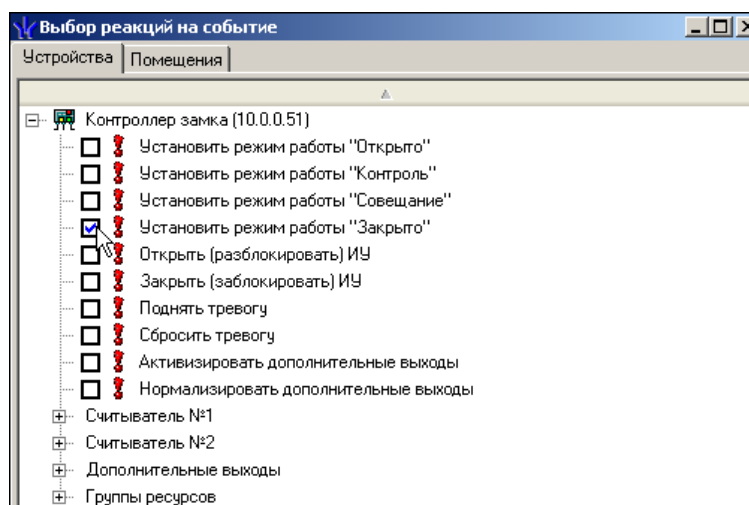 Выбор реакций на событие
Устройства Помещения
Контроллер замка (10.0.0.51)
Установить режим работы "Открыто"
Установить режим работы "Контроль"
Установить режим работы "Совещание"
Установить режим работы "Закрыто"
Открыть (разблокировать) ИУ
Закрыть (заблокировать) ИУ
Поднять тревогу
Сбросить тревогу
Активизировать дополнительные выходы
Нормализировать дополнительные выходы
Считыватель №1
Считыватель №2
Дополнительные выходы
Группы ресурсов